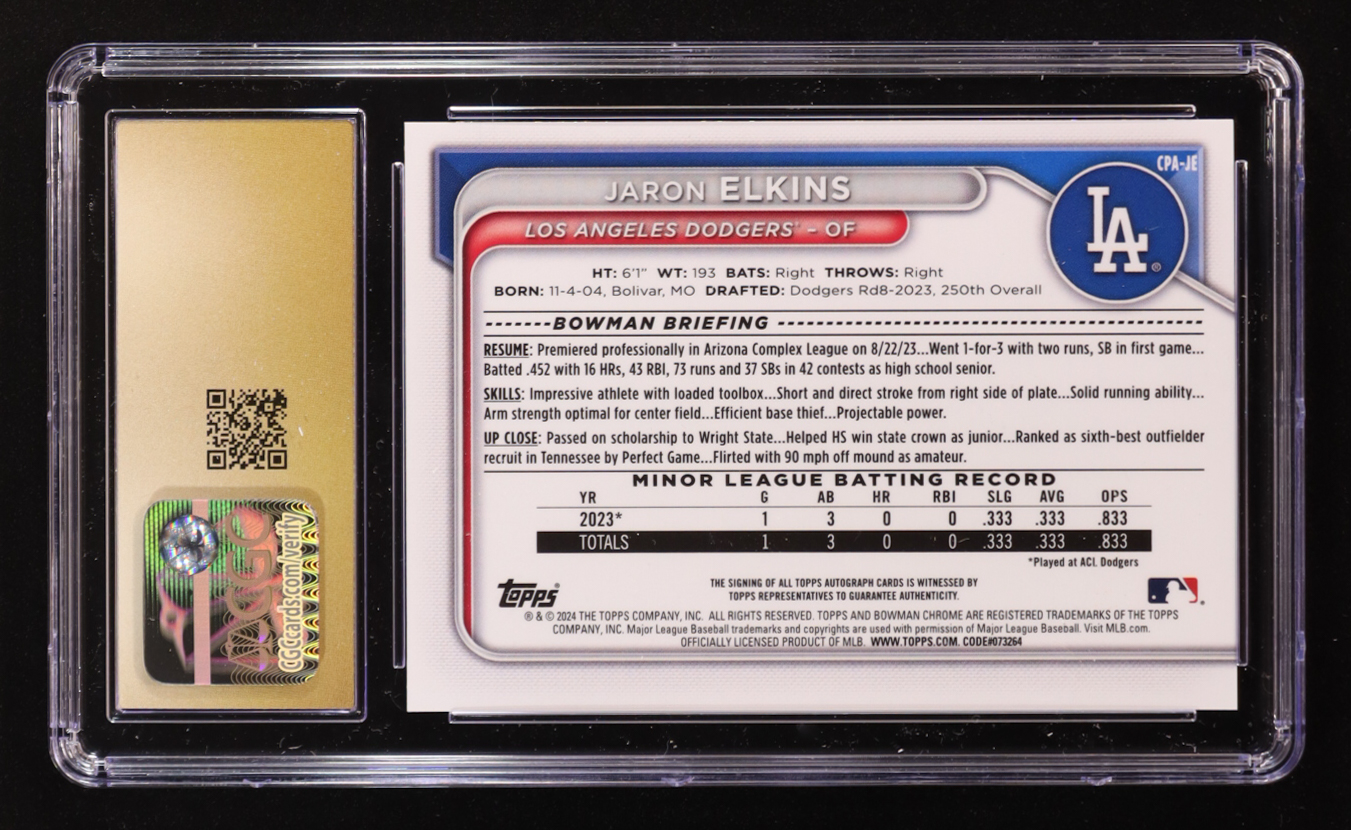 CPA-JE
JARON ELKINS
LOS ANGELES DODGERS® – OF
LA®
HT: 6'1" WT: 193 BATS: Right THROWS: Right
BORN: 11-4-04, Bolivar, MO DRAFTED: Dodgers Rd8-2023, 250th Overall
-------BOWMAN BRIEFING ------------------------------------------------
RESUME: Premiered professionally in Arizona Complex League on 8/22/23...Went 1-for-3 with two runs, SB in first game...
Batted .452 with 16 HRs, 43 RBI, 73 runs and 37 SBs in 42 contests as high school senior.
SKILLS: Impressive athlete with loaded toolbox...Short and direct stroke from right side of plate...Solid running ability...
Arm strength optimal for center field...Efficient base thief...Projectable power.
UP CLOSE: Passed on scholarship to Wright State...Helped HS win state crown as junior...Ranked as sixth-best outfielder
recruit in Tennessee by Perfect Game...Flirted with 90 mph off mound as amateur.
MINOR LEAGUE BATTING RECORD
YR G AB HR RBI SLG AVG OPS
2023* 1 3 0 0 .333 .333 .833
TOTALS 1 3 0 0 .333 .333 .833
*Played at ACL Dodgers
THE SIGNING OF ALL TOPPS AUTOGRAPH CARDS IS WITNESSED BY
TOPPS REPRESENTATIVES TO GUARANTEE AUTHENTICITY.
Topps®
® & © 2024 THE TOPPS COMPANY, INC. ALL RIGHTS RESERVED. TOPPS AND BOWMAN CHROME ARE REGISTERED TRADEMARKS OF THE TOPPS
COMPANY, INC. Major League Baseball trademarks and copyrights are used with permission of Major League Baseball. Visit MLB.com.
OFFICIALLY LICENSED PRODUCT OF MLB. WWW.TOPPS.COM. CODE#073264
CGC
CGCcards.com/verify